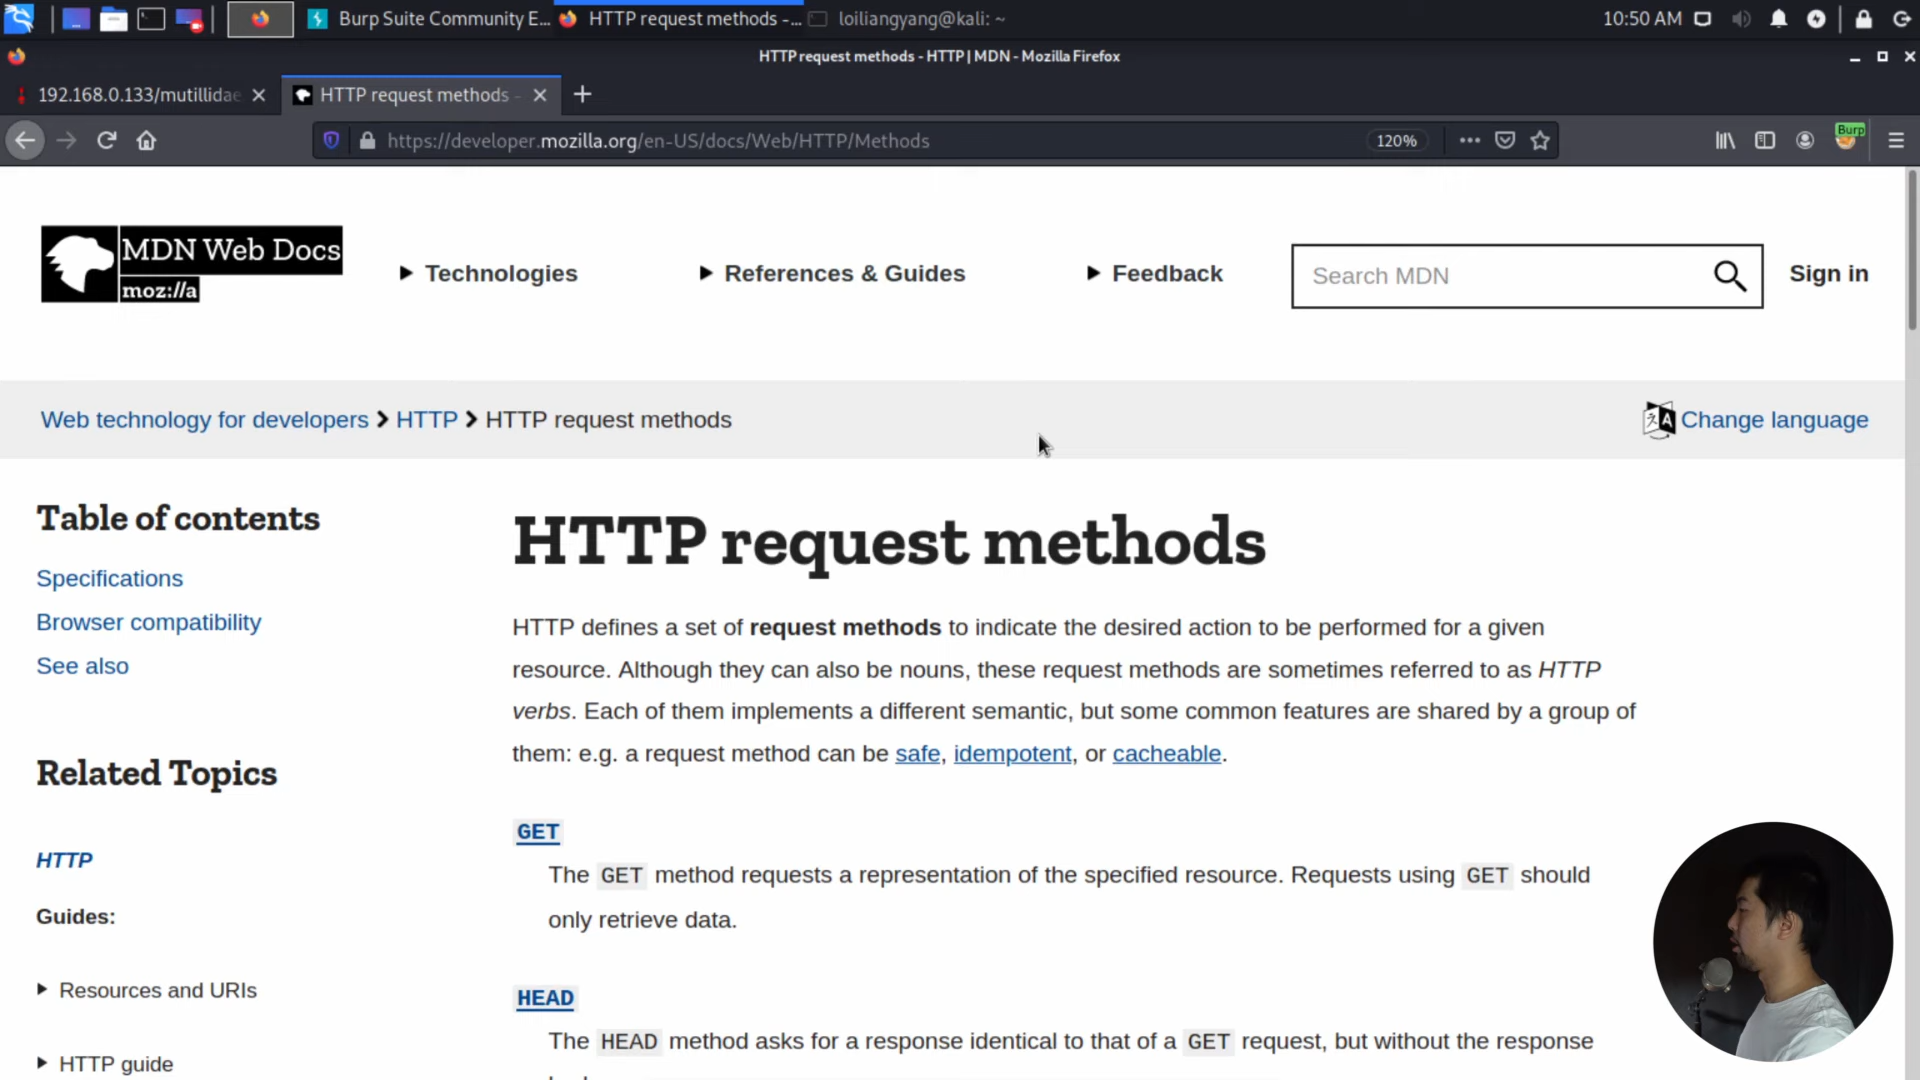 Burp Suite Community E...
HTTP request methods -...
loiliangyang@kali: ~
10:50 AM
HTTP request methods - HTTP | MDN - Mozilla Firefox
192.168.0.133/mutillidae
HTTP request methods -
https://developer.mozilla.org/en-US/docs/Web/HTTP/Methods
120%
Burp
MDN Web Docs
moz://a
Technologies
References & Guides
Feedback
Search MDN
Sign in
Web technology for developers > HTTP > HTTP request methods
Change language
Table of contents
Specifications
Browser compatibility
See also
Related Topics
HTTP
Guides:
Resources and URIs
HTTP guide
HTTP request methods
HTTP defines a set of request methods to indicate the desired action to be performed for a given
resource. Although they can also be nouns, these request methods are sometimes referred to as HTTP
verbs. Each of them implements a different semantic, but some common features are shared by a group of
them: e.g. a request method can be safe, idempotent, or cacheable.
GET
The GET method requests a representation of the specified resource. Requests using GET should
only retrieve data.
HEAD
The HEAD method asks for a response identical to that of a GET request, but without the response